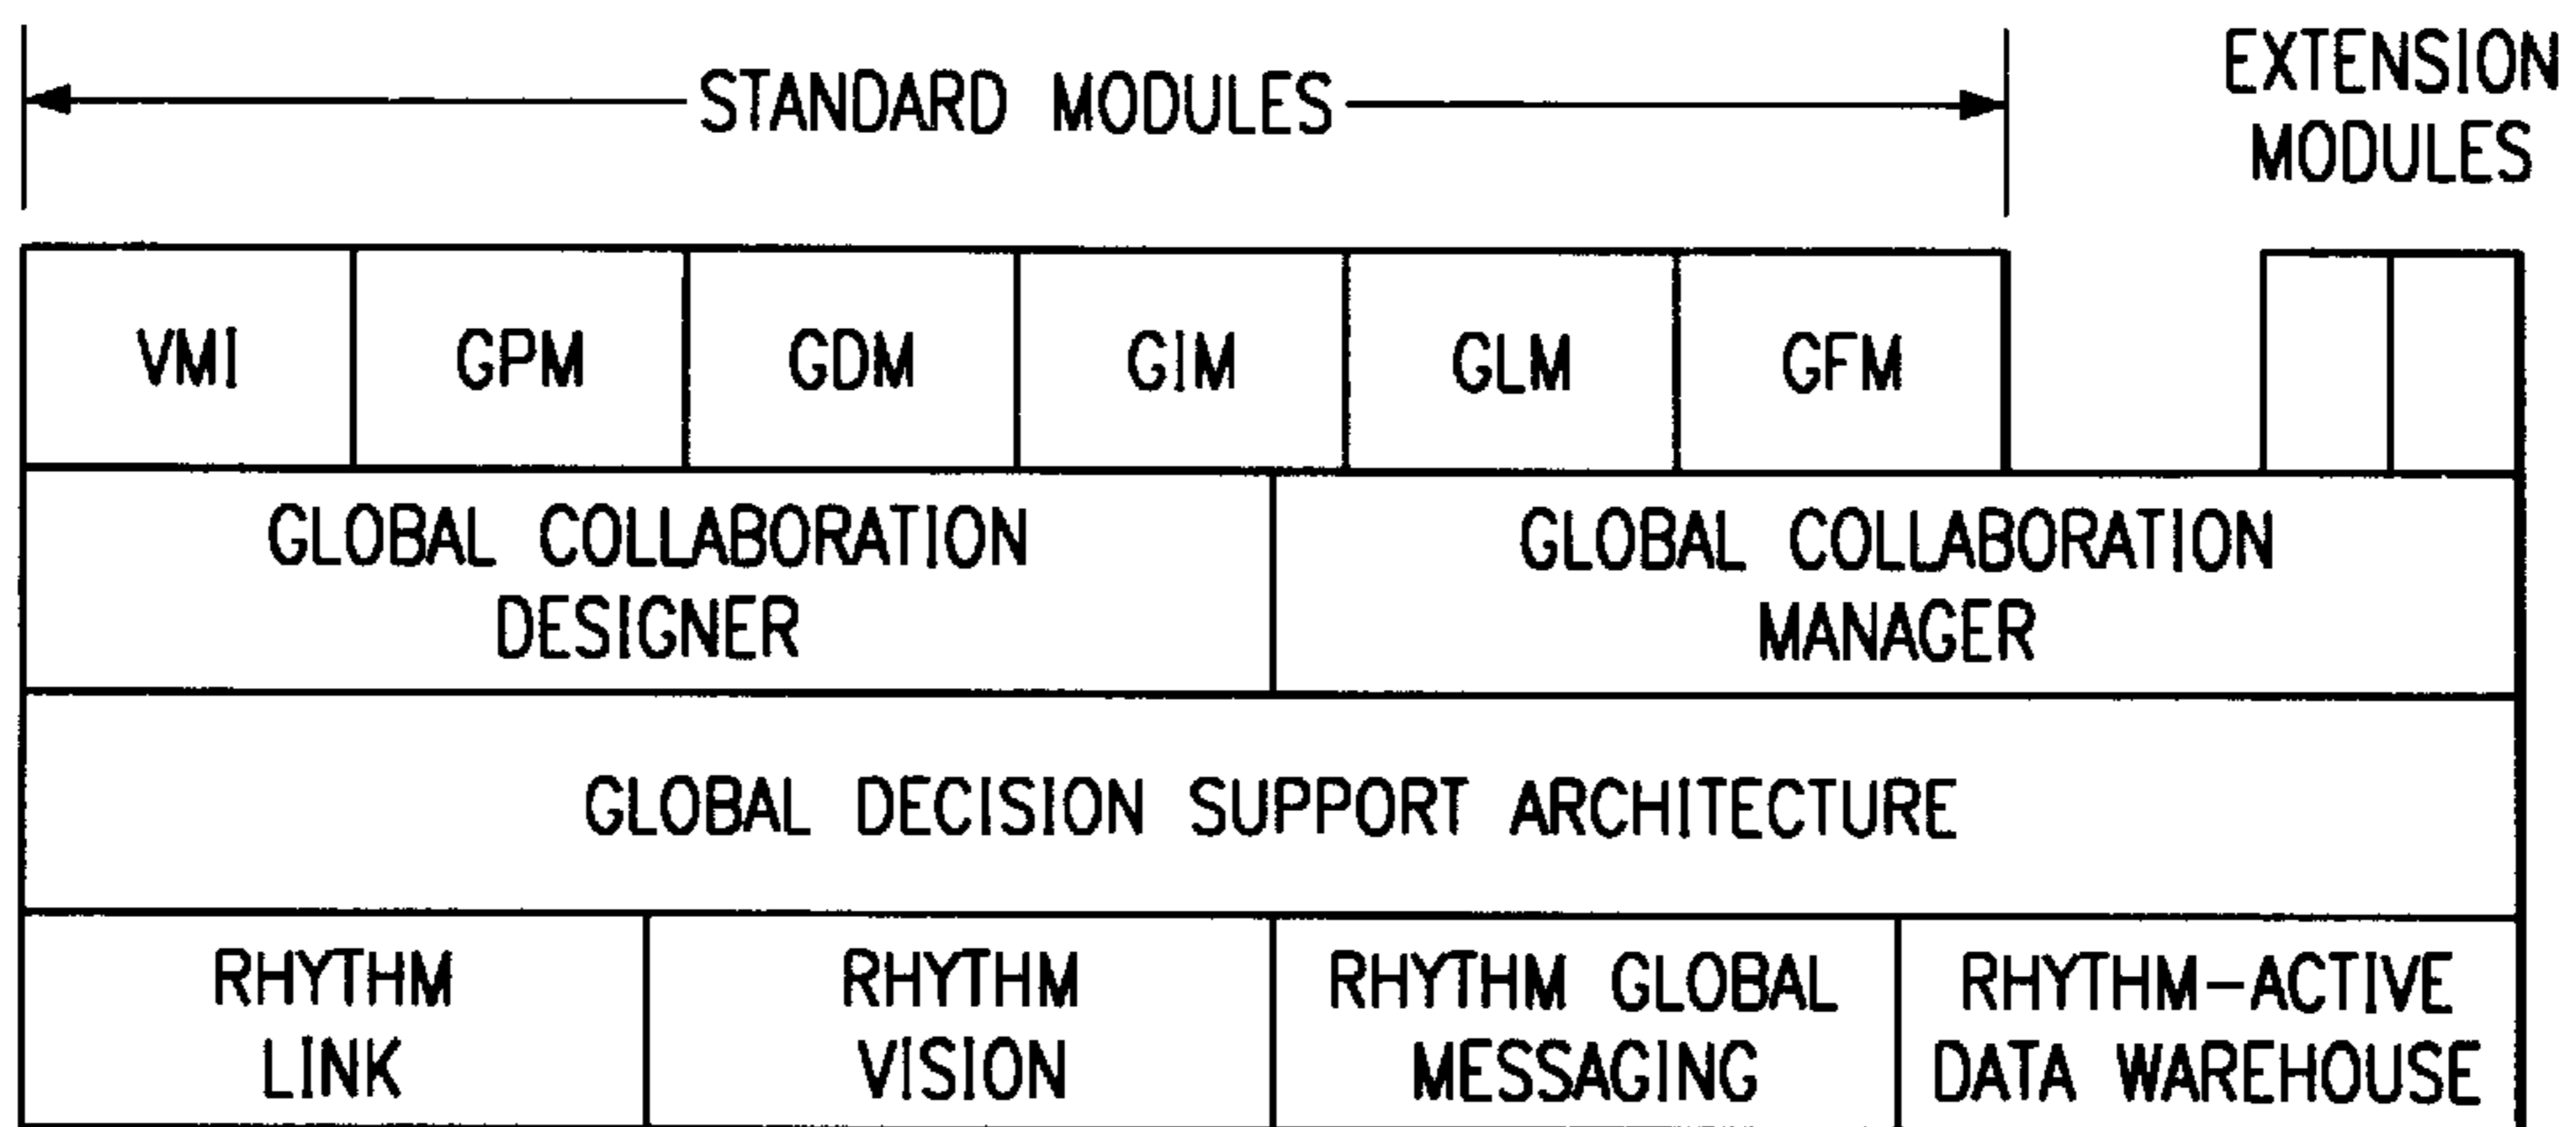 STANDARD MODULES
EXTENSION
MODULES
VMI
GPM
GDM
GIM
GLM
GFM
GLOBAL COLLABORATION
DESIGNER
GLOBAL COLLABORATION
MANAGER
GLOBAL DECISION SUPPORT ARCHITECTURE
RHYTHM
LINK
RHYTHM
VISION
RHYTHM GLOBAL
MESSAGING
RHYTHM-ACTIVE
DATA WAREHOUSE